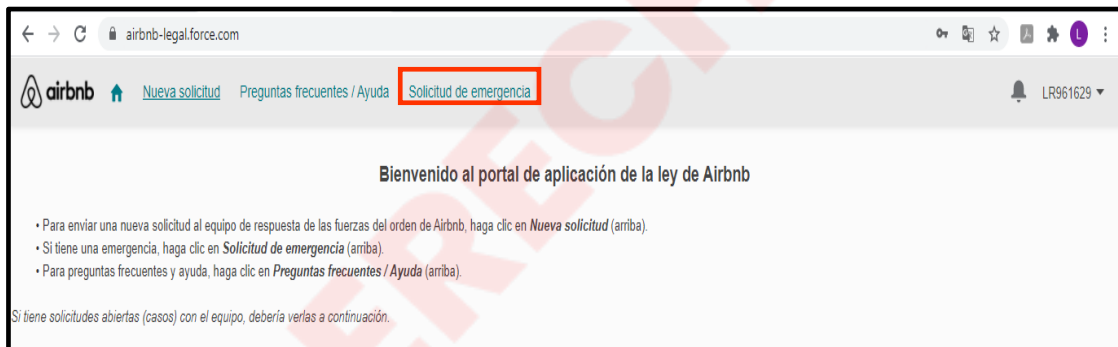 airbnb-legal.force.com
L
airbnb Nueva solicitud Preguntas frecuentes / Ayuda Solicitud de emergencia LR961629
Bienvenido al portal de aplicación de la ley de Airbnb
• Para enviar una nueva solicitud al equipo de respuesta de las fuerzas del orden de Airbnb, haga clic en Nueva solicitud (arriba).
• Si tiene una emergencia, haga clic en Solicitud de emergencia (arriba).
• Para preguntas frecuentes y ayuda, haga clic en Preguntas frecuentes / Ayuda (arriba).
Si tiene solicitudes abiertas (casos) con el equipo, debería verlas a continuación.